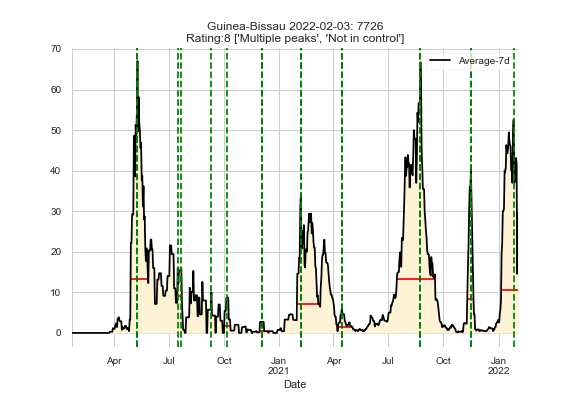 Guinea-Bissau 2022-02-03: 7726
Rating:8 ['Multiple peaks', 'Not in control']
Average-7d
70
60
50
40
30
20
10
0
Apr
Jul
Oct
Jan
2021
Apr
Jul
Oct
Jan
2022
Date